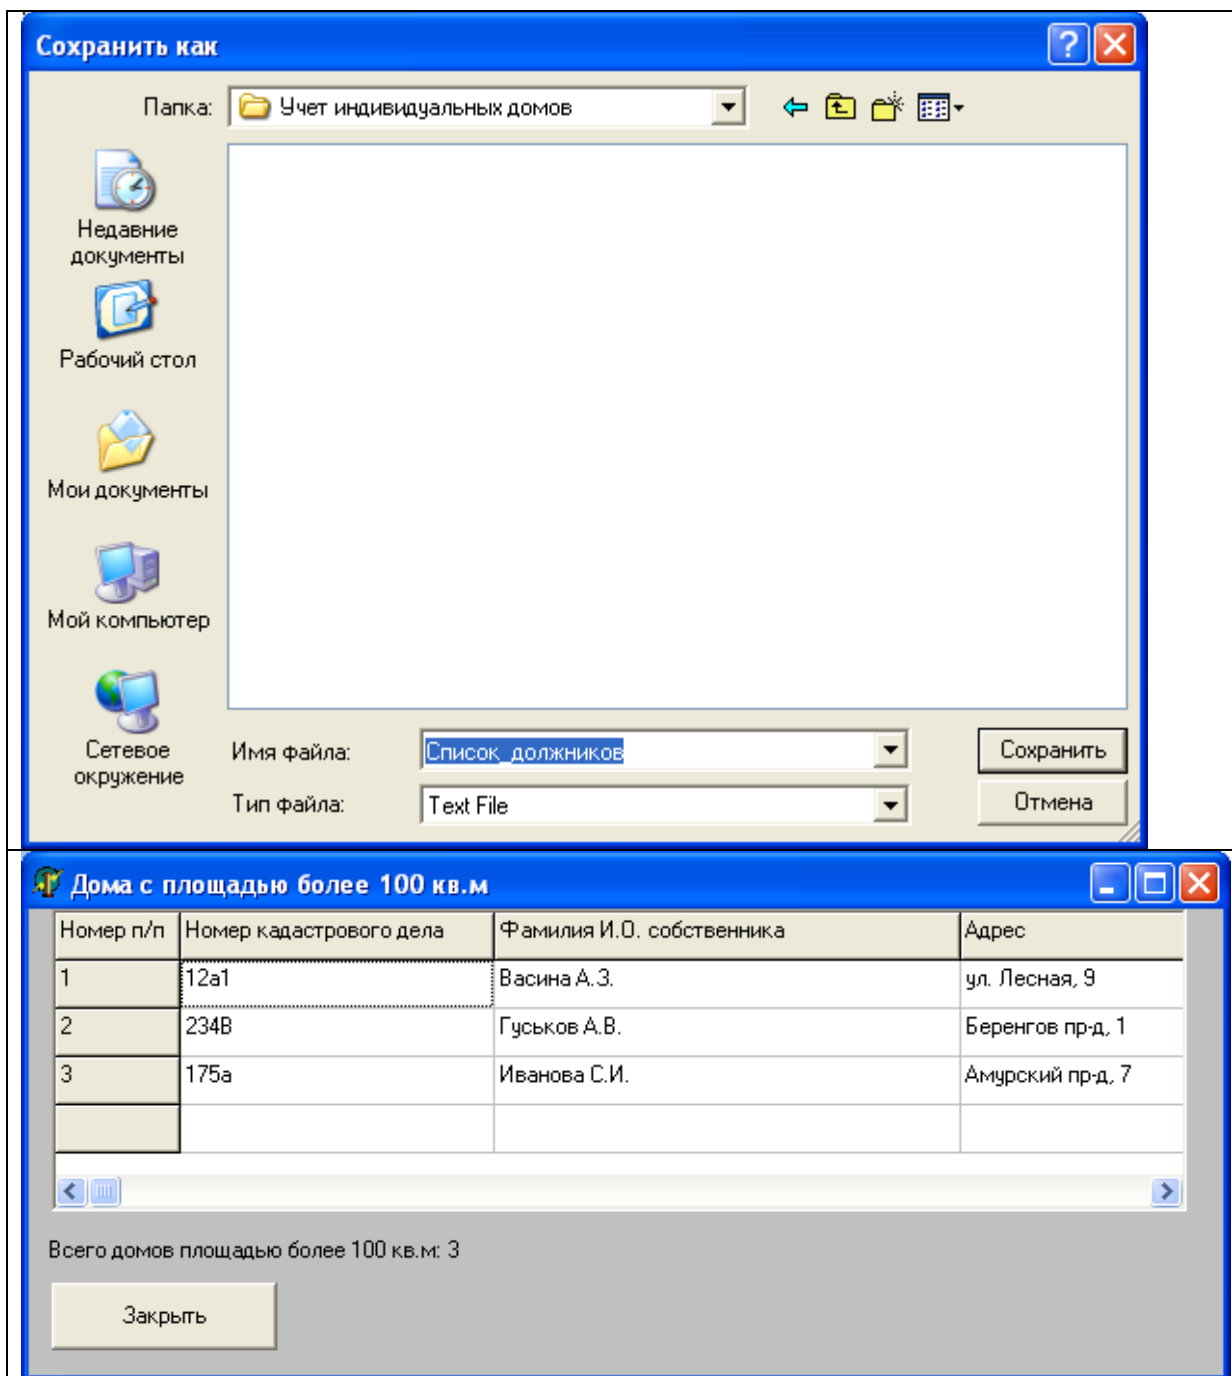 Сохранить как
Папка: Учет индивидуальных домов
Недавние
документы
Рабочий стол
Мои документы
Мой компьютер
Сетевое
окружение
Имя файла: Список_должников Сохранить
Тип файла: Text File Отмена
Дома с площадью более 100 кв.м
Номер п/п Номер кадастрового дела Фамилия И.О. собственника Адрес
1 12а1 Васина А.З. ул. Лесная, 9
2 234В Гуськов А.В. Беренгов пр-д, 1
3 175а Иванова С.И. Амурский пр-д, 7
Всего домов площадью более 100 кв.м: 3
Закрыть